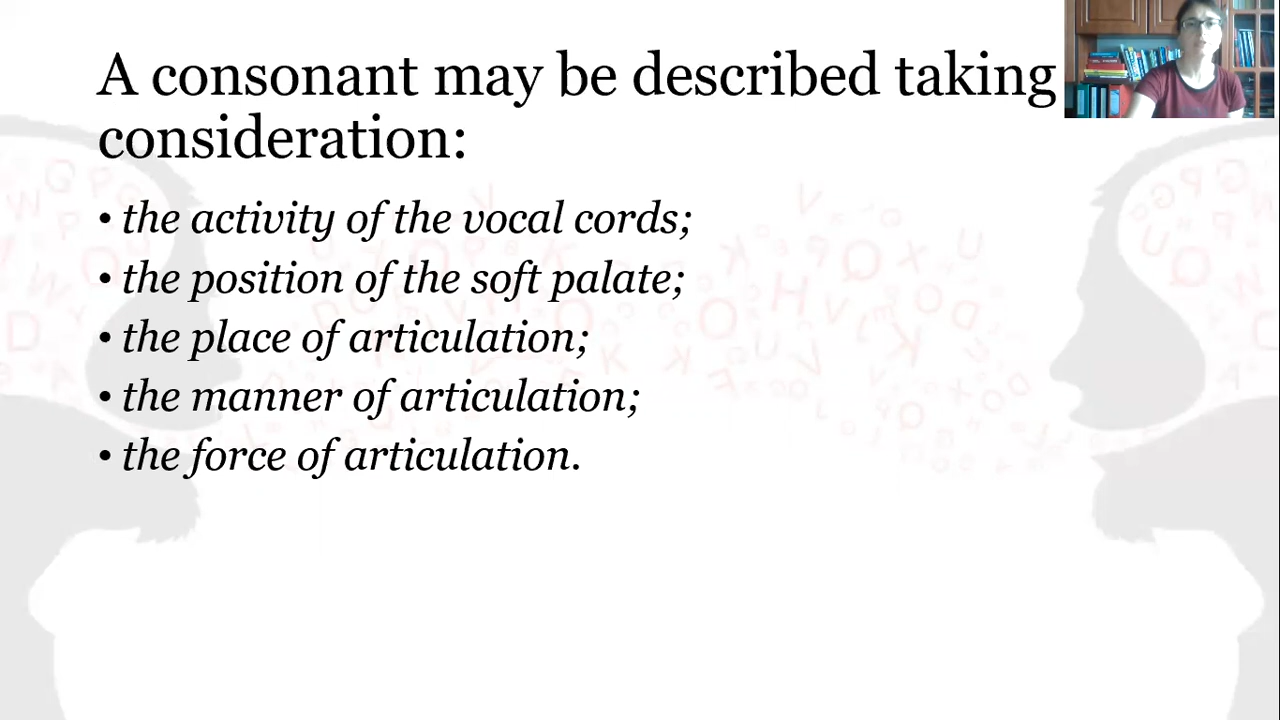 A consonant may be described taking
consideration:
• the activity of the vocal cords;
• the position of the soft palate;
• the place of articulation;
• the manner of articulation;
• the force of articulation.